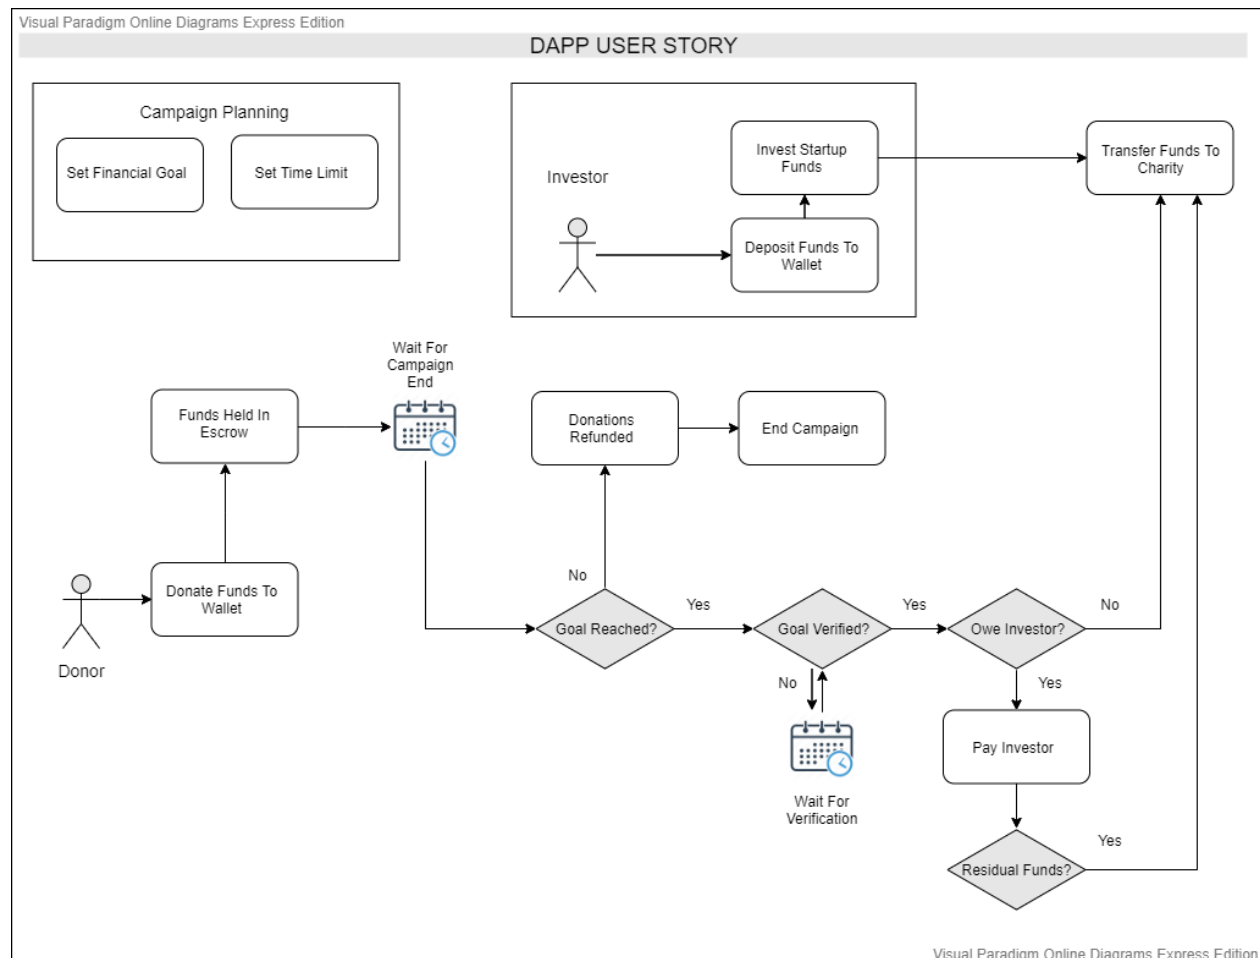 Visual Paradigm Online Diagrams Express Edition
DAPP USER STORY
Campaign Planning
Set Financial Goal
Set Time Limit
Investor
Invest Startup
Funds
Deposit Funds To
Wallet
Transfer Funds To
Charity
Wait For
Campaign
End
Funds Held In
Escrow
Donations
Refunded
End Campaign
Donate Funds To
Wallet
Donor
No
Goal Reached?
Yes
Goal Verified?
Yes
Owe Investor?
No
No
Yes
Wait For
Verification
Pay Investor
Residual Funds?
Yes
Visual Paradigm Online Diagrams Express Edition